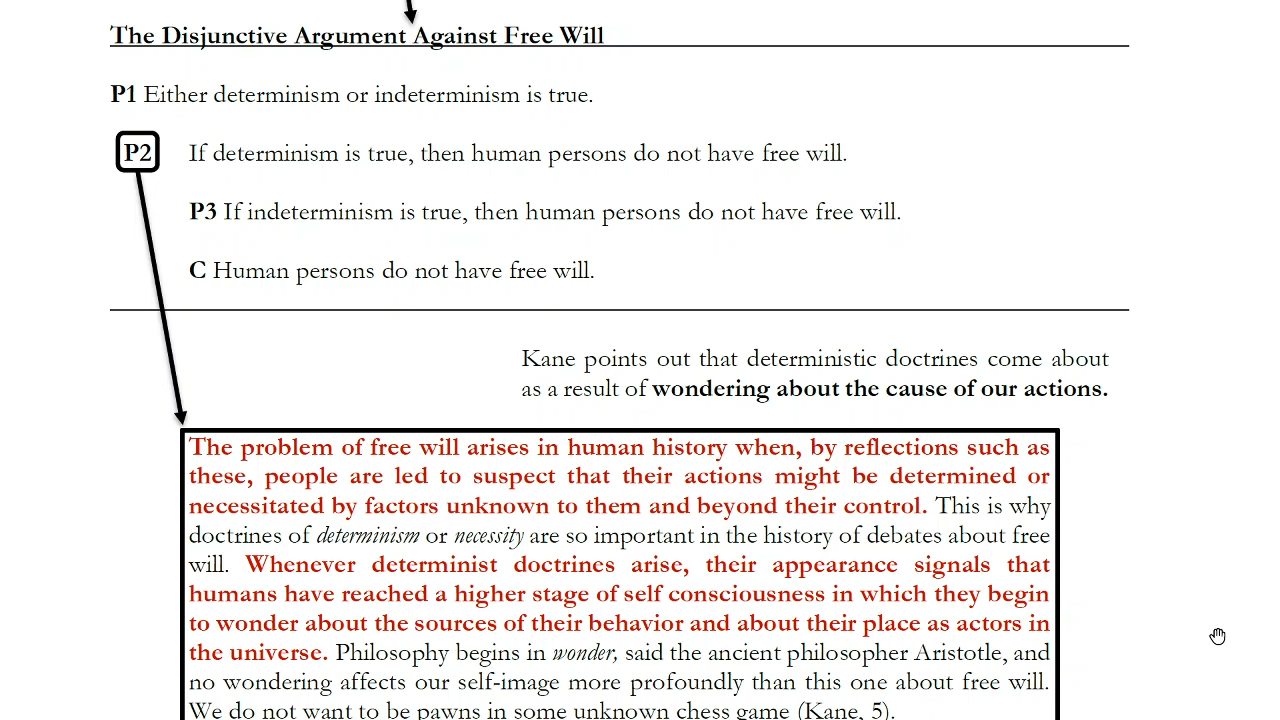 The Disjunctive Argument Against Free Will
P1 Either determinism or indeterminism is true.
P2 If determinism is true, then human persons do not have free will.
P3 If indeterminism is true, then human persons do not have free will.
C Human persons do not have free will.
Kane points out that deterministic doctrines come about
as a result of wondering about the cause of our actions.
The problem of free will arises in human history when, by reflections such as
these, people are led to suspect that their actions might be determined or
necessitated by factors unknown to them and beyond their control. This is why
doctrines of determinism or necessity are so important in the history of debates about free
will. Whenever determinist doctrines arise, their appearance signals that
humans have reached a higher stage of self consciousness in which they begin
to wonder about the sources of their behavior and about their place as actors in
the universe. Philosophy begins in wonder, said the ancient philosopher Aristotle, and
no wondering affects our self-image more profoundly than this one about free will.
We do not want to be pawns in some unknown chess game (Kane, 5).